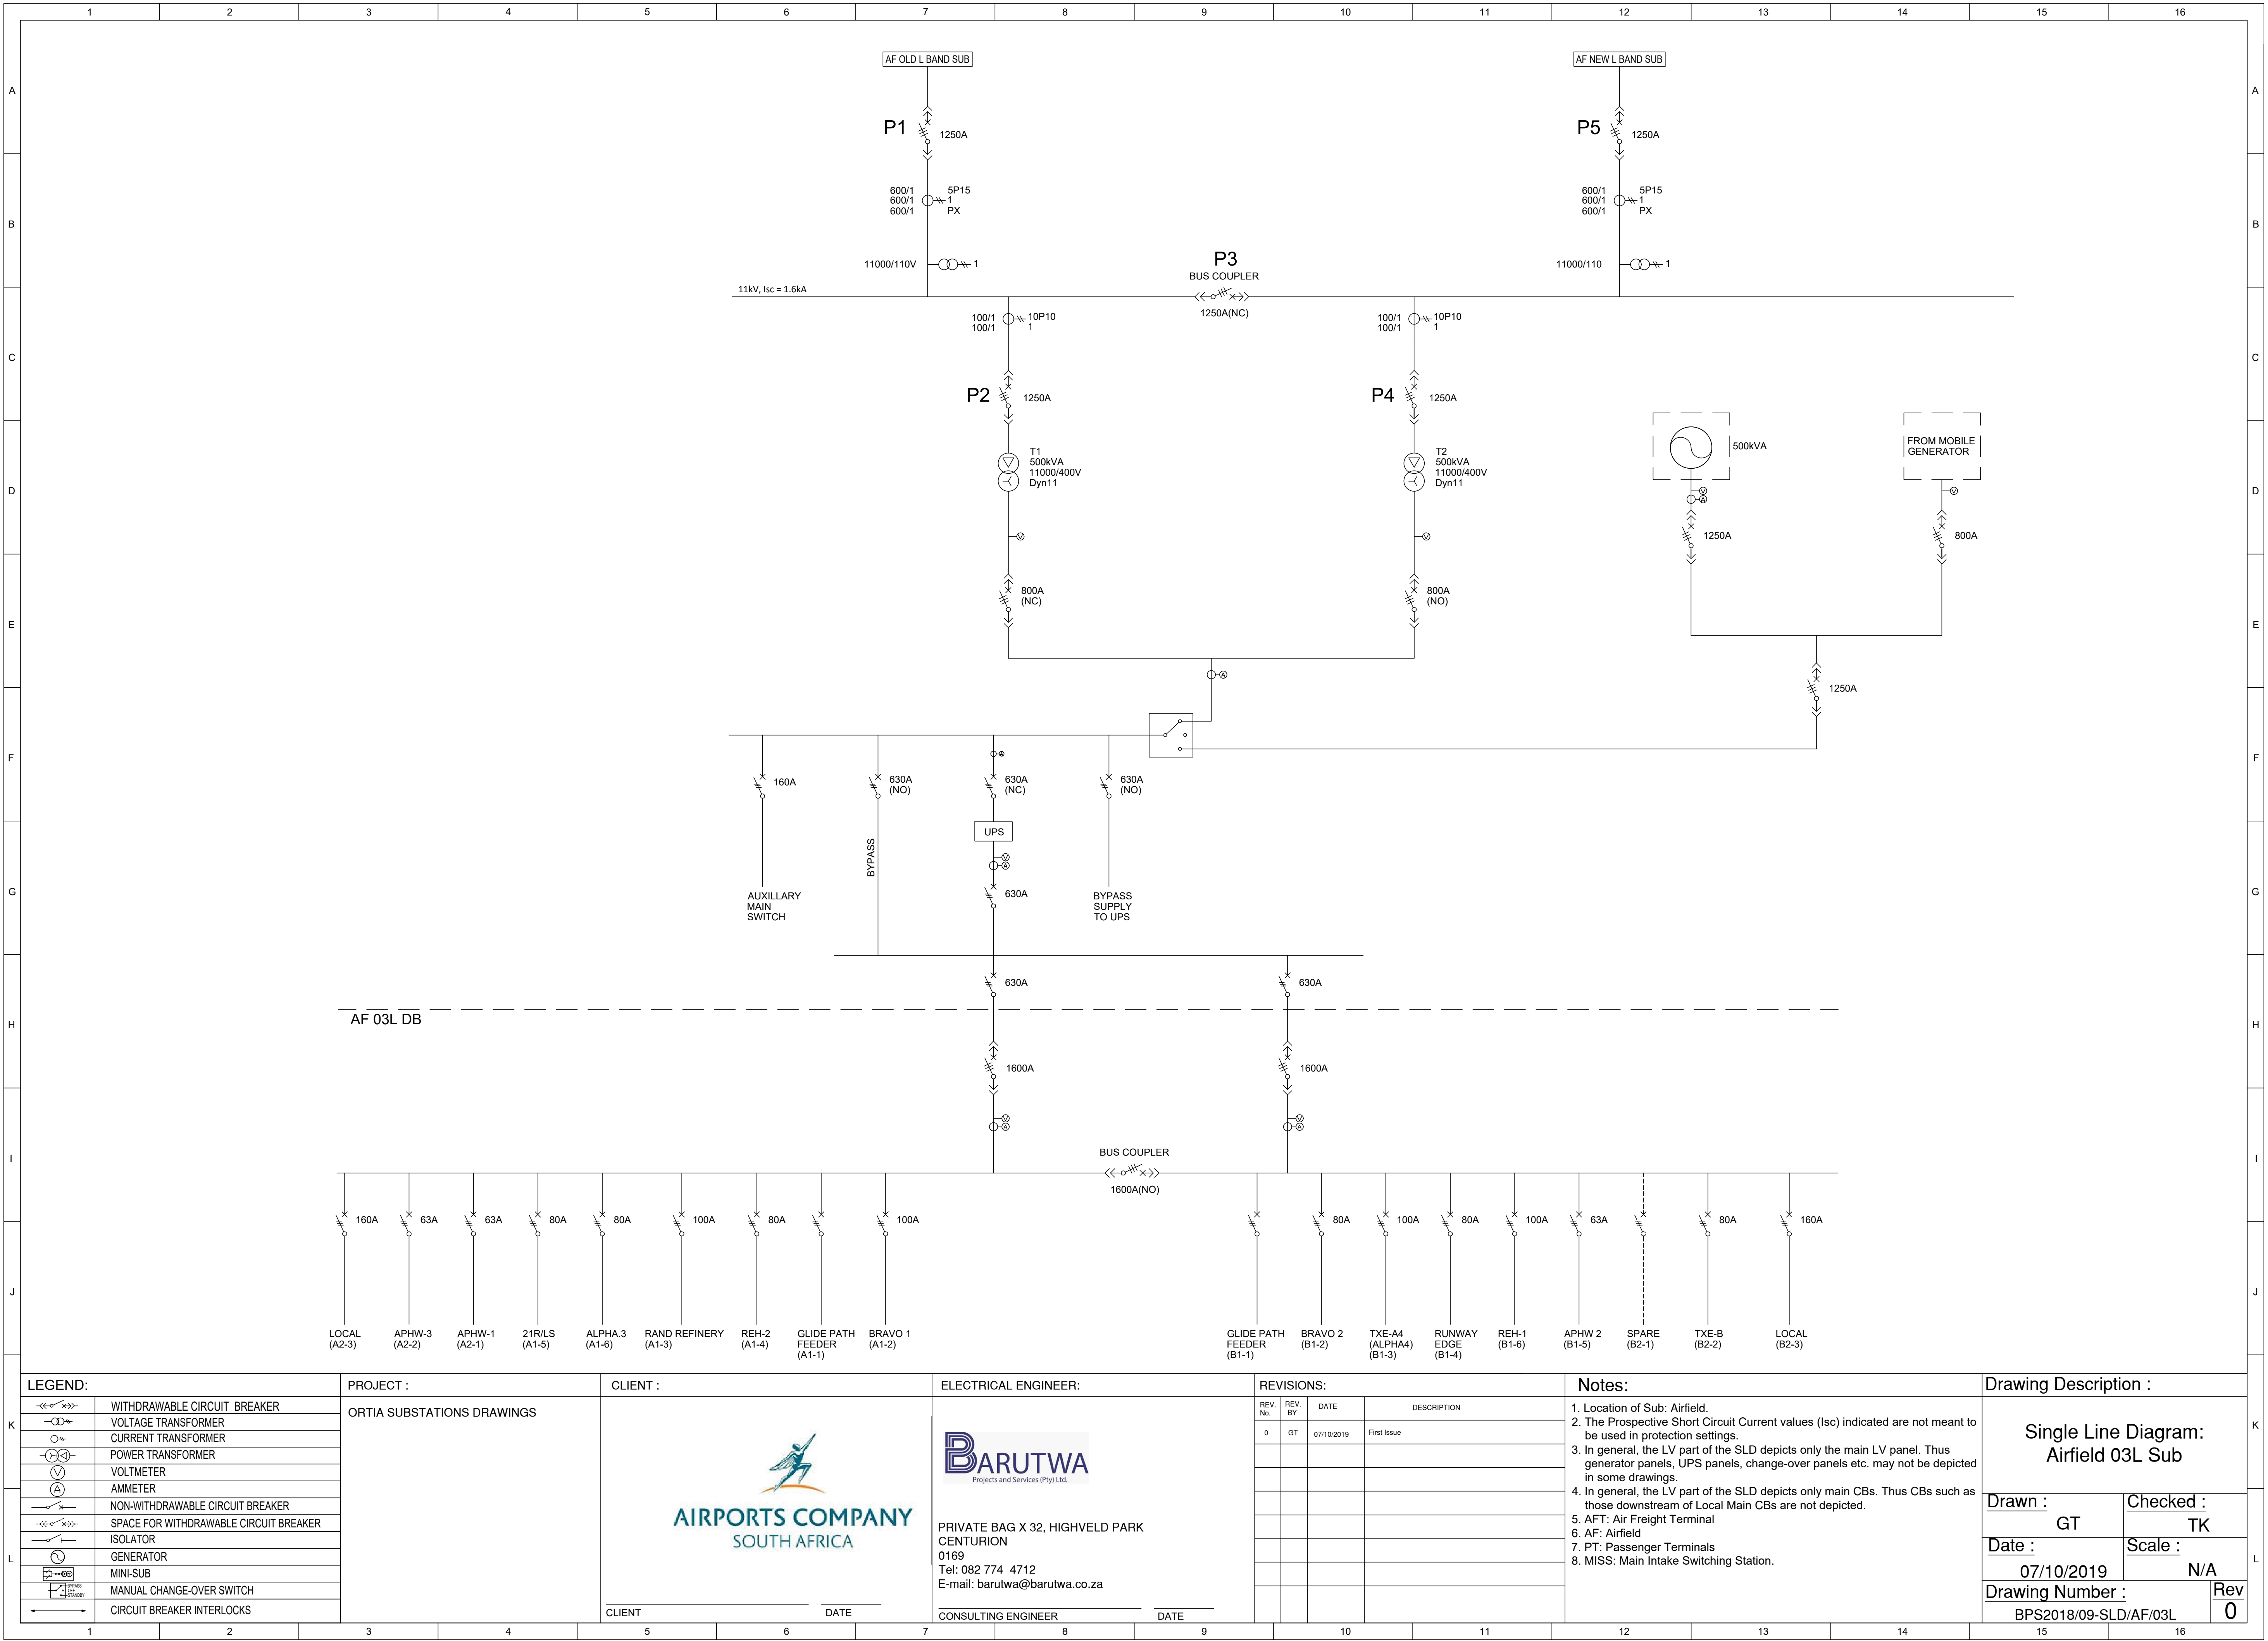 1 2 3 4 5 6 7 8 9 10 11 12 13 14 15 16
A A
B B
C C
D D
E E
F F
G G
H H
I I
J J
K K
L L
AF OLD L BAND SUB
AF NEW L BAND SUB
P1
1250A
P5
1250A
600/1 5P15
600/1 1
600/1 PX
600/1 5P15
600/1 1
600/1 PX
11000/110V 1
11000/110 1
P3
BUS COUPLER
1250A(NC)
11kV, Isc = 1.6kA
100/1 10P10
100/1 1
100/1 10P10
100/1 1
P2
1250A
P4
1250A
T1
500kVA
11000/400V
Dyn11
T2
500kVA
11000/400V
Dyn11
500kVA
FROM MOBILE
GENERATOR
V
V
V
A
V
1250A
800A
800A
(NC)
800A
(NO)
A
1250A
A
160A
630A
(NO)
630A
(NC)
630A
(NO)
UPS
V
A
BYPASS
630A
AUXILLARY
MAIN
SWITCH
BYPASS
SUPPLY
TO UPS
630A
630A
AF 03L DB
1600A
1600A
V
A
V
A
BUS COUPLER
1600A(NO)
160A
63A
63A
80A
80A
100A
80A
100A
80A
100A
80A
100A
63A
80A
160A
LOCAL
(A2-3)
APHW-3
(A2-2)
APHW-1
(A2-1)
21R/LS
(A1-5)
ALPHA.3
(A1-6)
RAND REFINERY
(A1-3)
REH-2
(A1-4)
GLIDE PATH
FEEDER
(A1-1)
BRAVO 1
(A1-2)
GLIDE PATH
FEEDER
(B1-1)
BRAVO 2
(B1-2)
TXE-A4
(ALPHA4)
(B1-3)
RUNWAY
EDGE
(B1-4)
REH-1
(B1-6)
APHW 2
(B1-5)
SPARE
(B2-1)
TXE-B
(B2-2)
LOCAL
(B2-3)
LEGEND:
WITHDRAWABLE CIRCUIT BREAKER
VOLTAGE TRANSFORMER
CURRENT TRANSFORMER
POWER TRANSFORMER
V VOLTMETER
A AMMETER
NON-WITHDRAWABLE CIRCUIT BREAKER
SPACE FOR WITHDRAWABLE CIRCUIT BREAKER
ISOLATOR
GENERATOR
MINI-SUB
BYPASS
OFF
STANDBY
MANUAL CHANGE-OVER SWITCH
CIRCUIT BREAKER INTERLOCKS
PROJECT :
ORTIA SUBSTATIONS DRAWINGS
CLIENT :
AIRPORTS COMPANY
SOUTH AFRICA
CLIENT DATE
ELECTRICAL ENGINEER:
BARUTWA
Projects and Services (Pty) Ltd.
PRIVATE BAG X 32, HIGHVELD PARK
CENTURION
0169
Tel: 082 774 4712
E-mail: barutwa@barutwa.co.za
CONSULTING ENGINEER DATE
REVISIONS:
REV. No. REV. BY DATE DESCRIPTION
0 GT 07/10/2019 First Issue
Notes:
1. Location of Sub: Airfield.
2. The Prospective Short Circuit Current values (Isc) indicated are not meant to
be used in protection settings.
3. In general, the LV part of the SLD depicts only the main LV panel. Thus
generator panels, UPS panels, change-over panels etc. may not be depicted
in some drawings.
4. In general, the LV part of the SLD depicts only main CBs. Thus CBs such as
those downstream of Local Main CBs are not depicted.
5. AFT: Air Freight Terminal
6. AF: Airfield
7. PT: Passenger Terminals
8. MISS: Main Intake Switching Station.
Drawing Description :
Single Line Diagram:
Airfield 03L Sub
Drawn : Checked :
GT TK
Date : Scale :
07/10/2019 N/A
Drawing Number : Rev
BPS2018/09-SLD/AF/03L 0
1 2 3 4 5 6 7 8 9 10 11 12 13 14 15 16